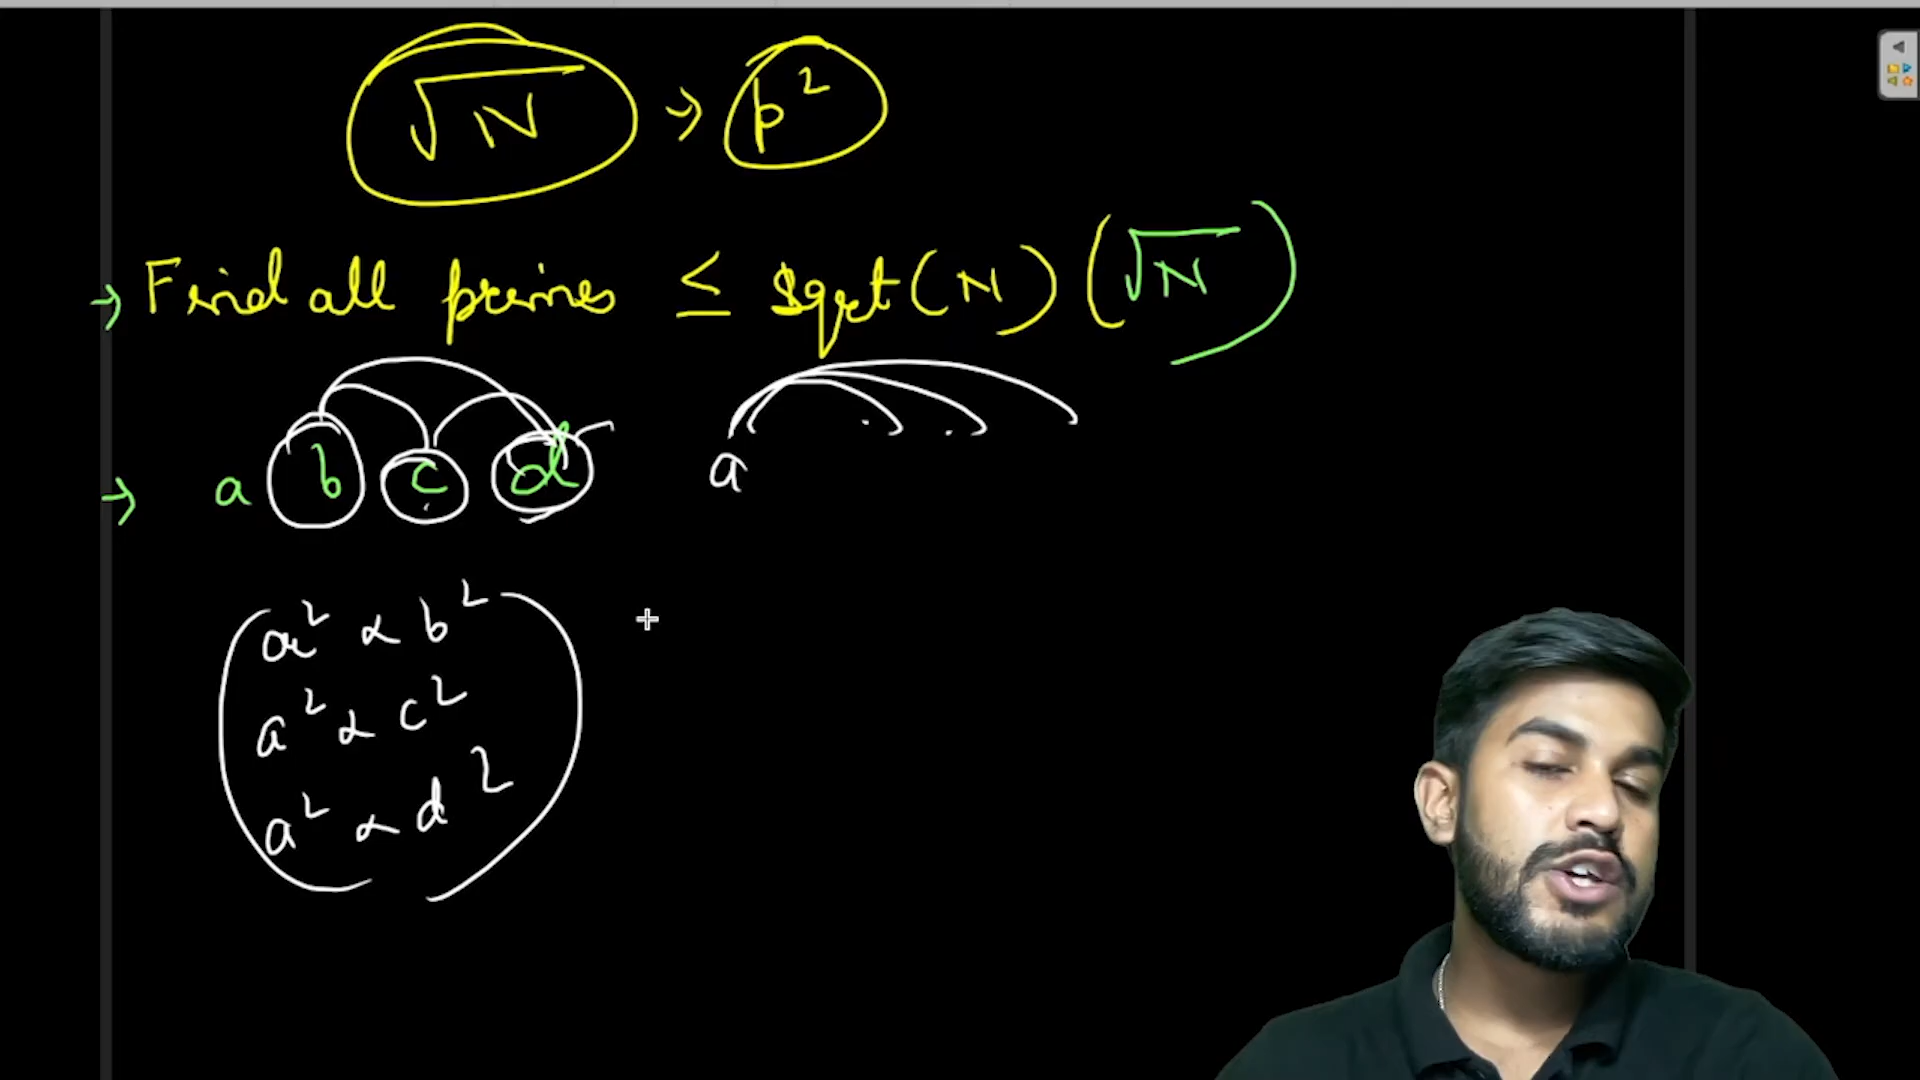 √N → p²
→ Find all primes ≤ sqrt(N) (√N)
→ a b c d a
a² α b²
a² α c²
a² α d²